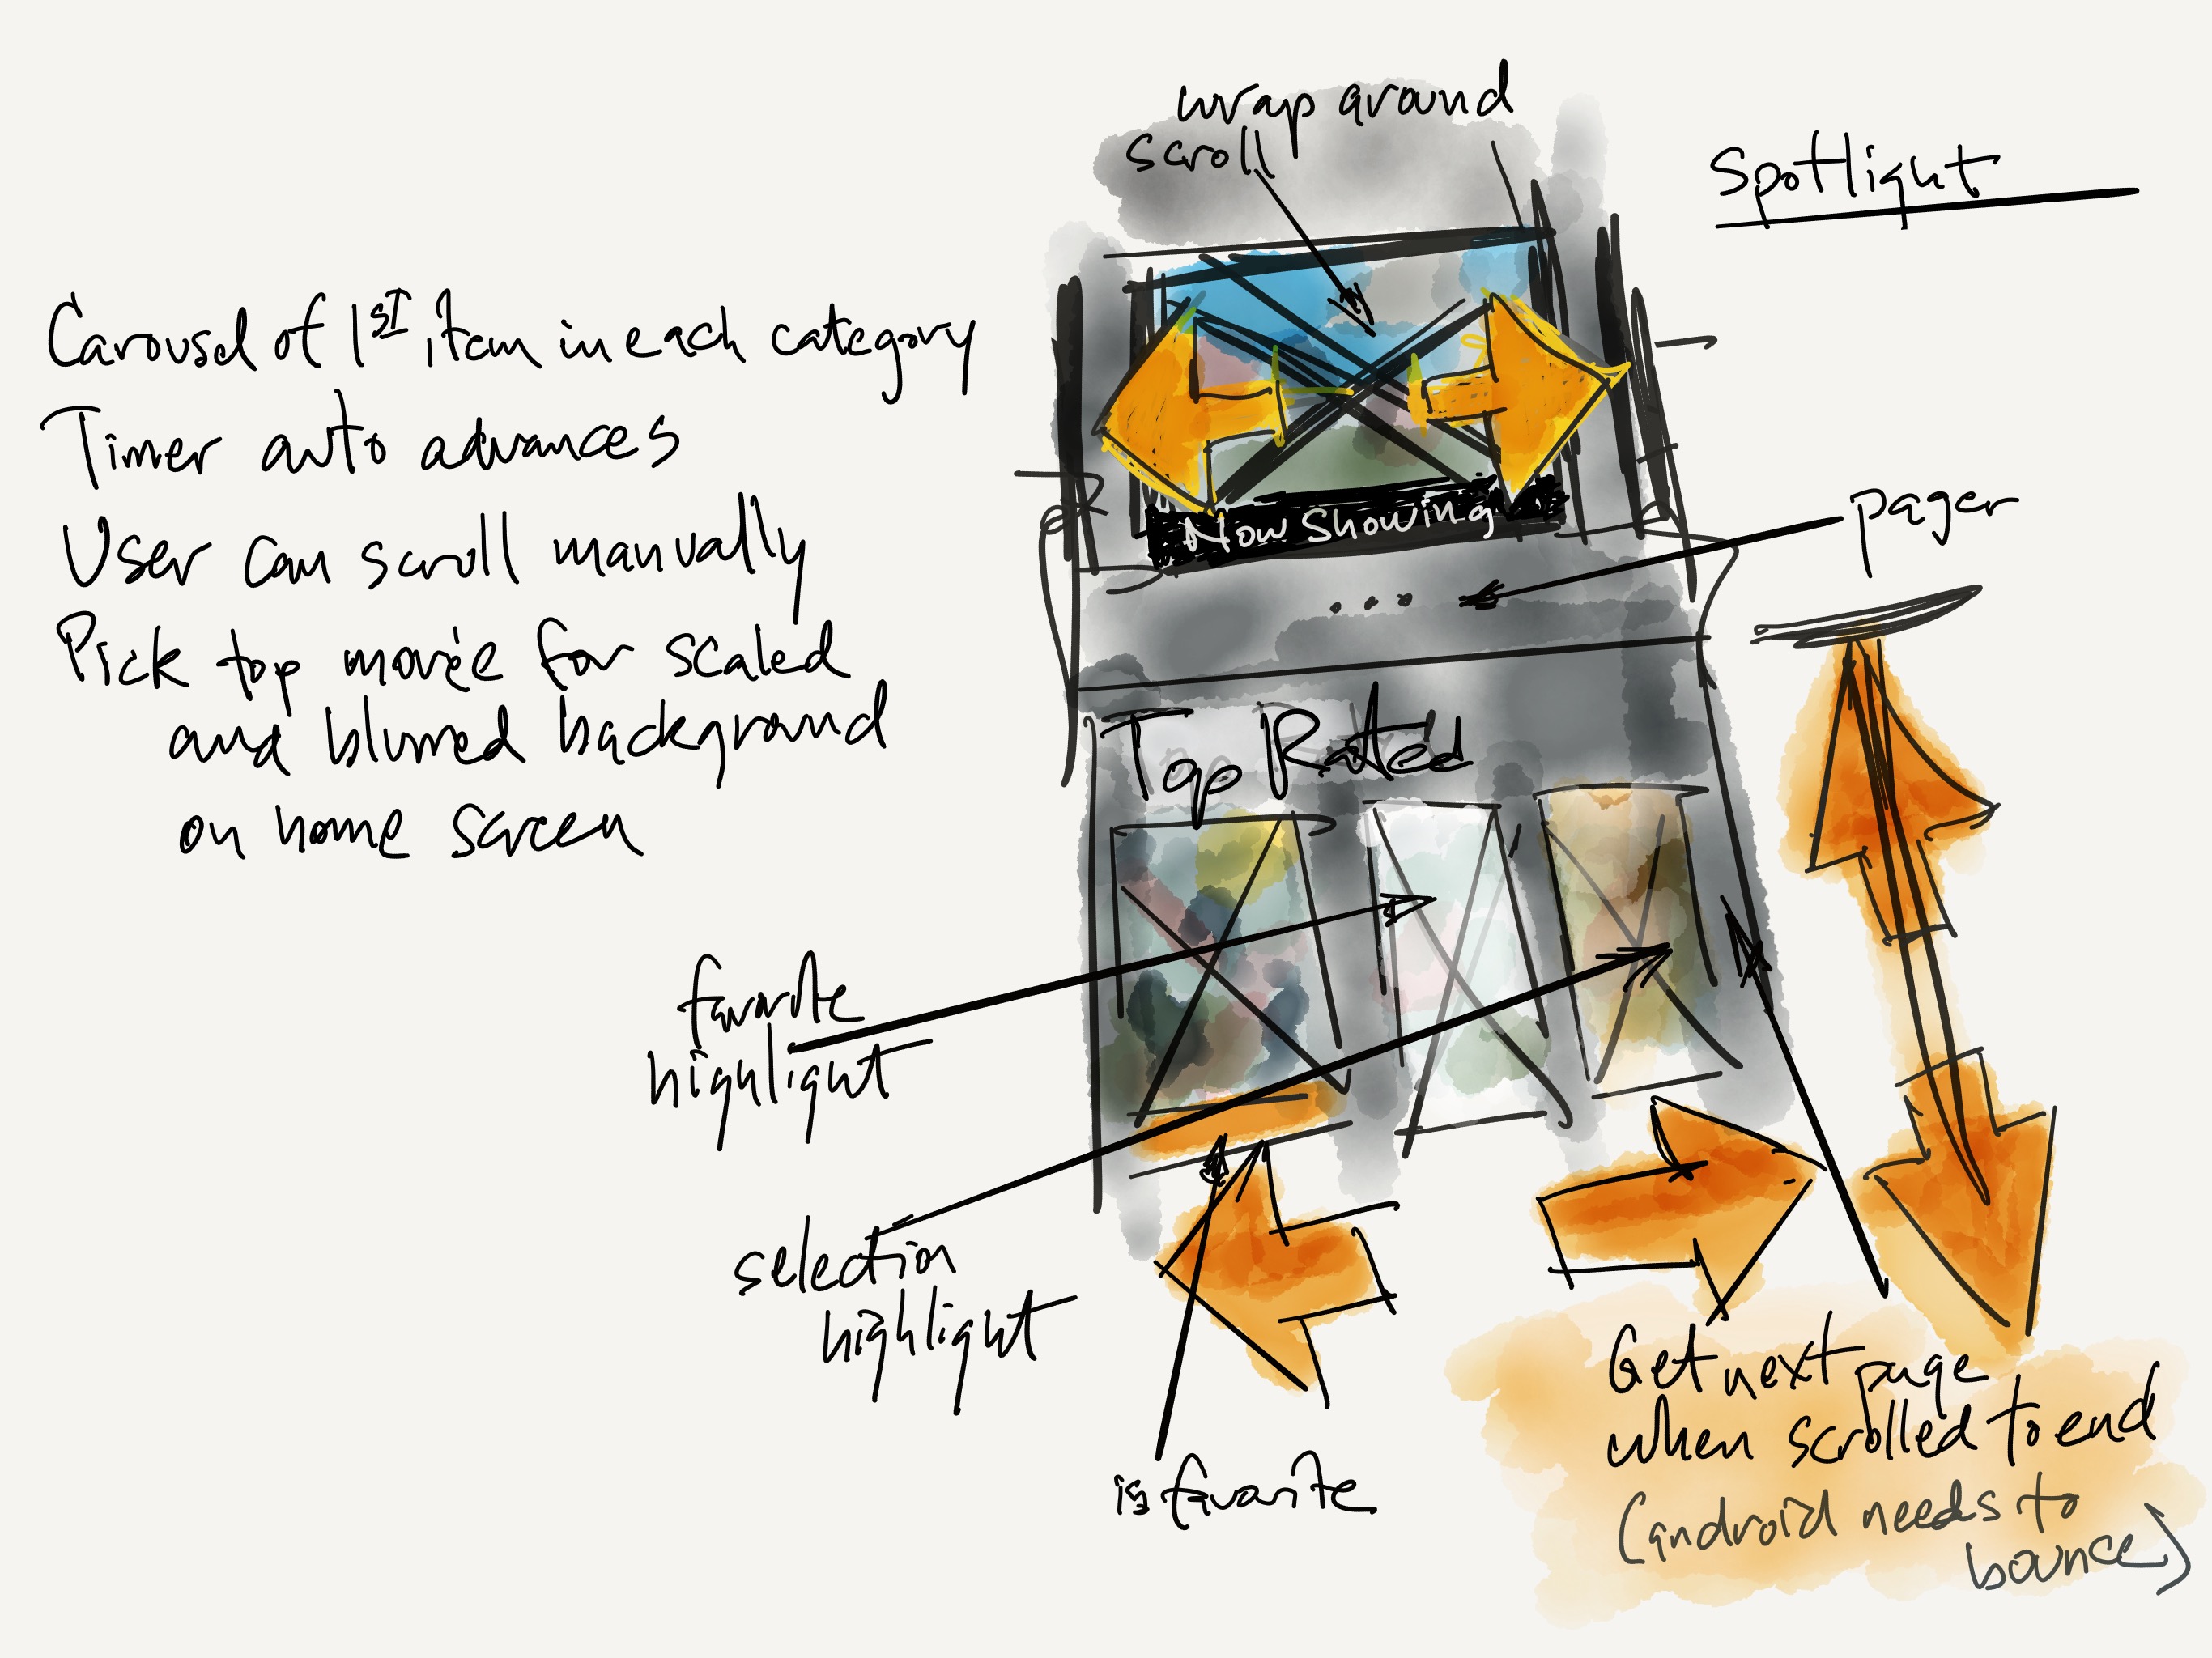 wrap around
scroll
Spotlight
Carousel of 1st item in each category
Timer auto advances
User can scroll manually
Pick top movie for scaled
and blurred background
on home screen
Now Showing
pager
...
Top Rated
favorite
highlight
selection
highlight
is favorite
Get next page
when scrolled to end
(android needs to
bounce)